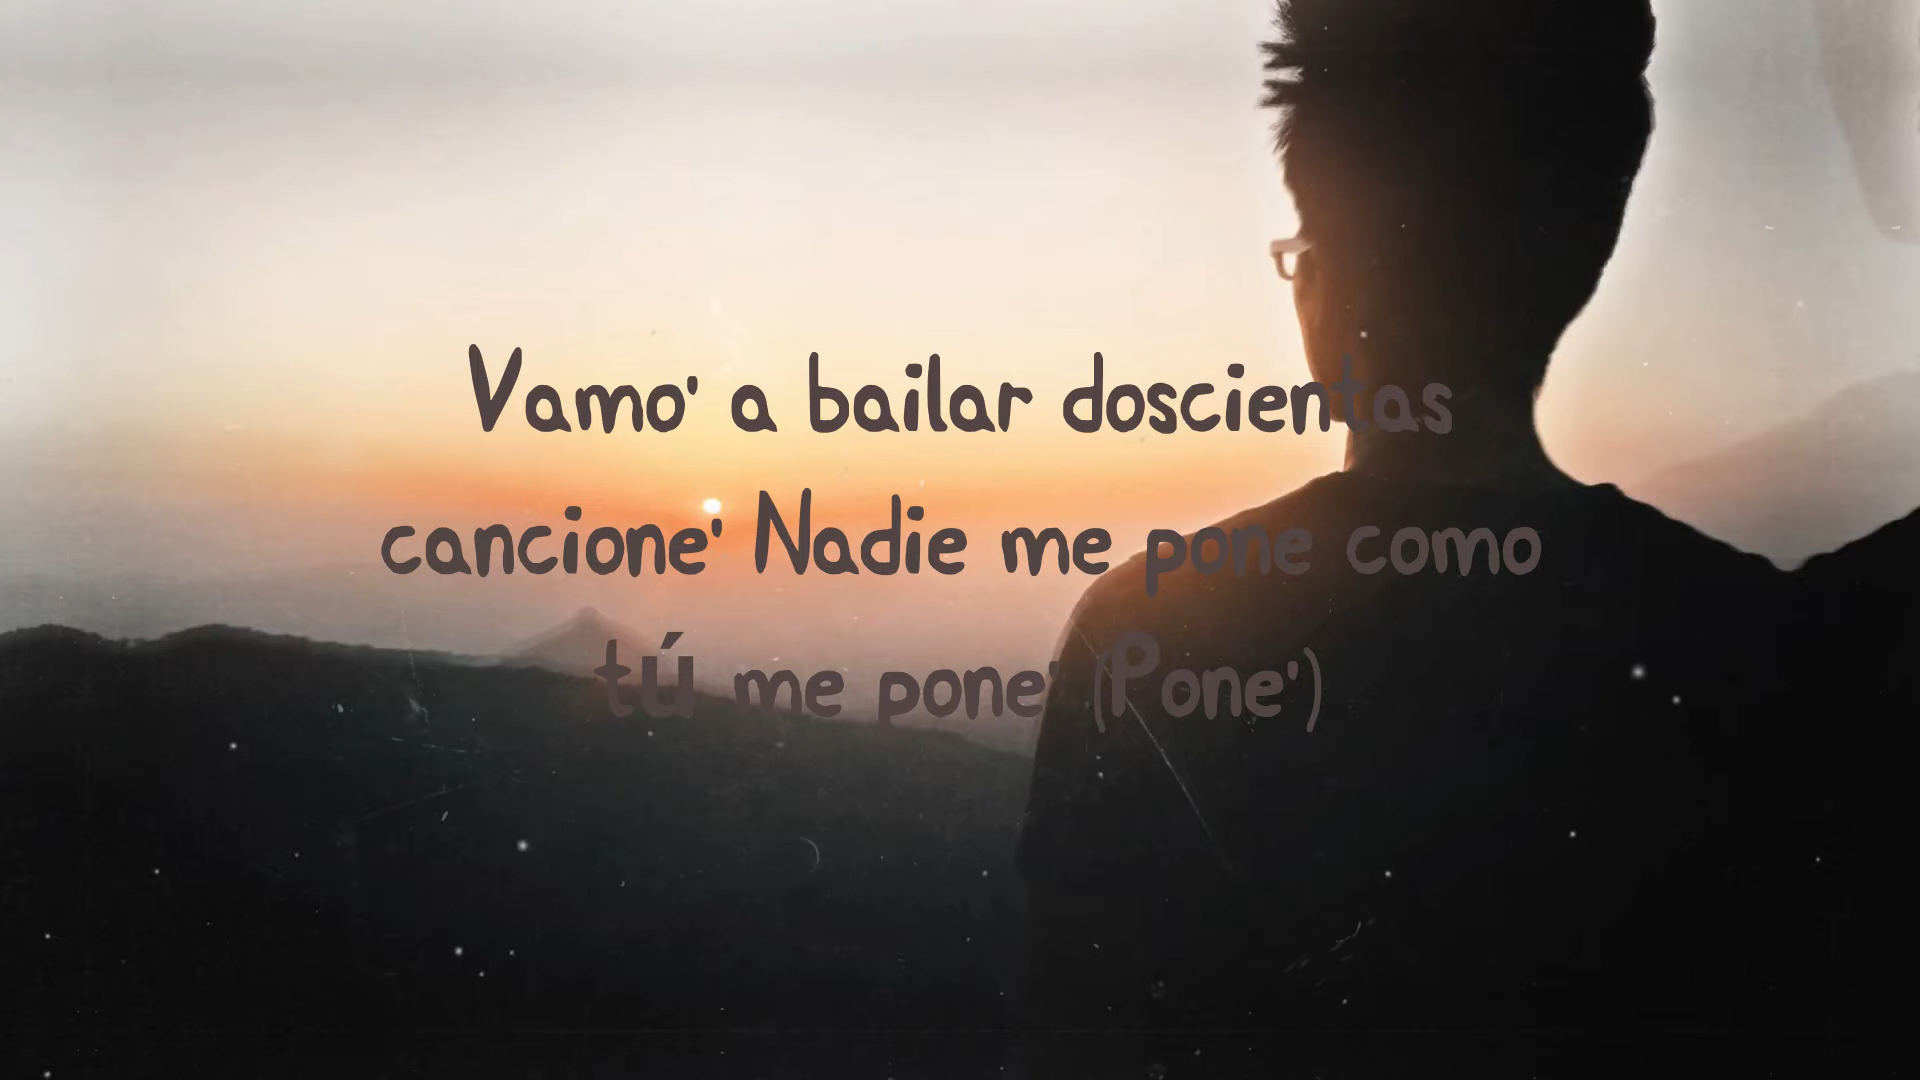 Vamo' a bailar doscientas
cancione' Nadie me pone como
tú me pone' (Pone')